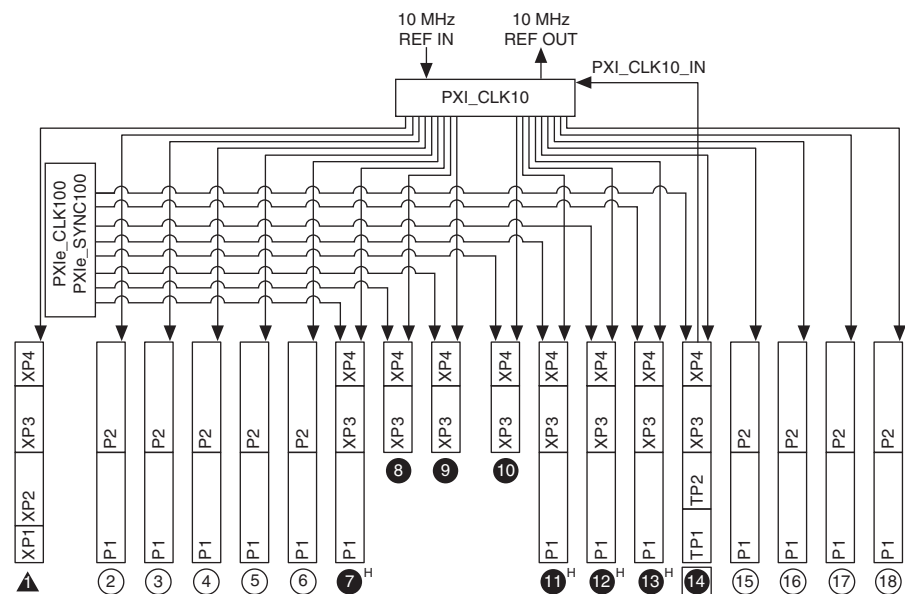 10 MHz
REF IN
10 MHz
REF OUT
PXI_CLK10_IN
PXI_CLK10
PXIe_CLK100
PXIe_SYNC100
XP4 XP3 XP2 XP1
P2 P1
P2 P1
P2 P1
P2 P1
P2 P1
XP4 XP3 P1
XP4 XP3
XP4 XP3
XP4 XP3
XP4 XP3 P1
XP4 XP3 P1
XP4 XP3 P1
XP4 XP3 TP2 TP1
P2 P1
P2 P1
P2 P1
P2 P1
1 2 3 4 5 6 7 H 8 9 10 11 H 12 H 13 H 14 15 16 17 18